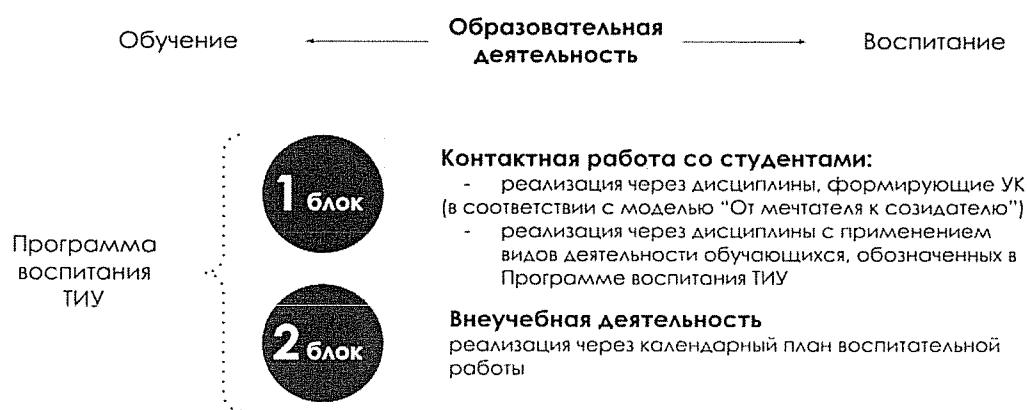 Обучение
Образовательная
деятельность
Воспитание
Программа
воспитания
ТИУ
1 блок
Контактная работа со студентами:
- реализация через дисциплины, формирующие УК
(в соответствии с моделью "От мечтателя к созидателю")
- реализация через дисциплины с применением
видов деятельности обучающихся, обозначенных в
Программе воспитания ТИУ
2 блок
Внеучебная деятельность
реализация через календарный план воспитательной
работы